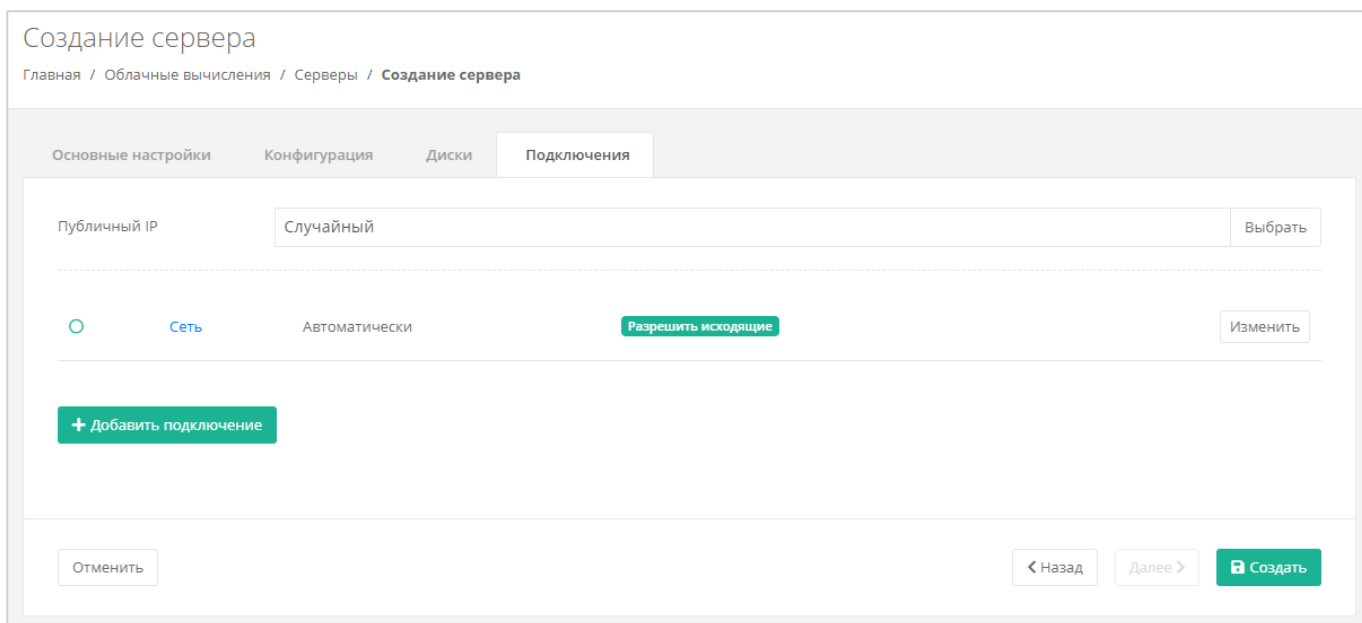 Создание сервера
Главная / Облачные вычисления / Серверы / Создание сервера
Основные настройки Конфигурация Диски Подключения
Публичный IP Случайный Выбрать
Сеть Автоматически Разрешить исходящие Изменить
+ Добавить подключение
Отменить Назад Далее Создать